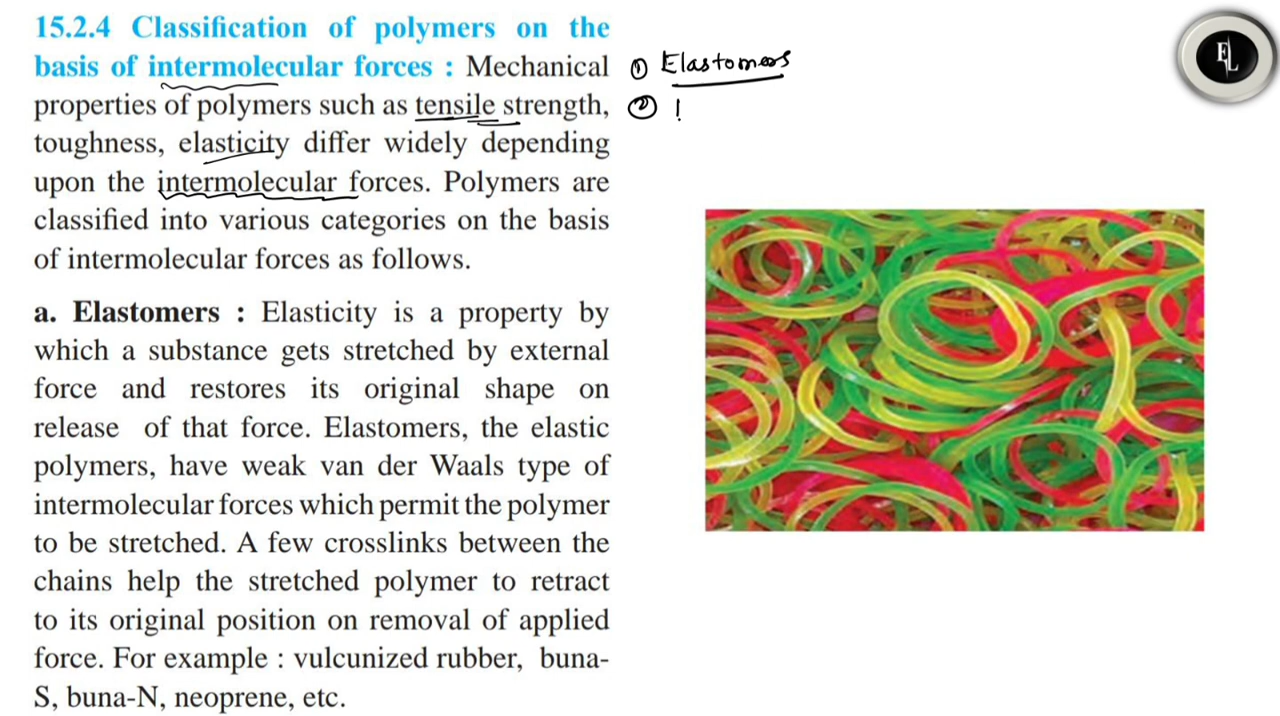 15.2.4 Classification of polymers on the
basis of intermolecular forces : Mechanical
properties of polymers such as tensile strength,
toughness, elasticity differ widely depending
upon the intermolecular forces. Polymers are
classified into various categories on the basis
of intermolecular forces as follows.
a. Elastomers : Elasticity is a property by
which a substance gets stretched by external
force and restores its original shape on
release of that force. Elastomers, the elastic
polymers, have weak van der Waals type of
intermolecular forces which permit the polymer
to be stretched. A few crosslinks between the
chains help the stretched polymer to retract
to its original position on removal of applied
force. For example : vulcunized rubber, buna-
S, buna-N, neoprene, etc.
① Elastomers
②
EL